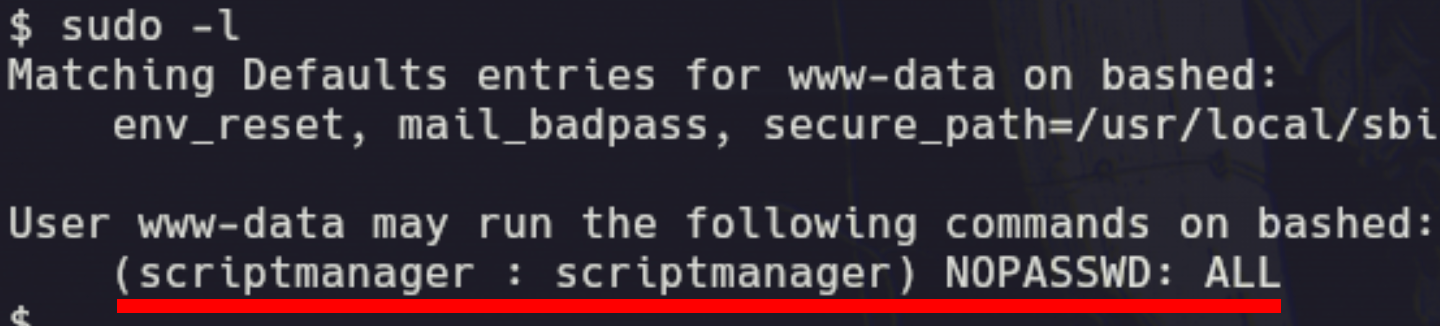 $ sudo -l
Matching Defaults entries for www-data on bashed:
    env_reset, mail_badpass, secure_path=/usr/local/sbi
User www-data may run the following commands on bashed:
    (scriptmanager : scriptmanager) NOPASSWD: ALL
$